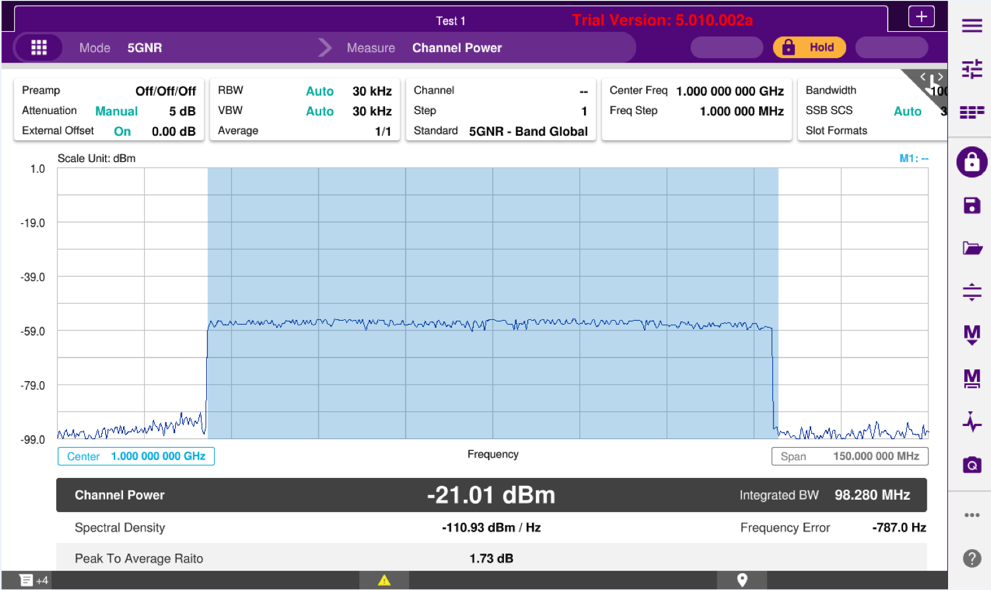 Test 1
Trial Version: 5.010.002a
Mode 5GNR Measure Channel Power Hold
Preamp Off/Off/Off
Attenuation Manual 5 dB
External Offset On 0.00 dB
RBW Auto 30 kHz
VBW Auto 30 kHz
Average 1/1
Channel --
Step 1
Standard 5GNR - Band Global
Center Freq 1.000 000 000 GHz
Freq Step 1.000 000 MHz
Bandwidth 100
SSB SCS Auto 3
Slot Formats
Scale Unit: dBm
M1: --
1.0
-19.0
-39.0
-59.0
-79.0
-99.0
Center 1.000 000 000 GHz
Frequency
Span 150.000 000 MHz
Channel Power -21.01 dBm Integrated BW 98.280 MHz
Spectral Density -110.93 dBm / Hz Frequency Error -787.0 Hz
Peak To Average Raito 1.73 dB
+4